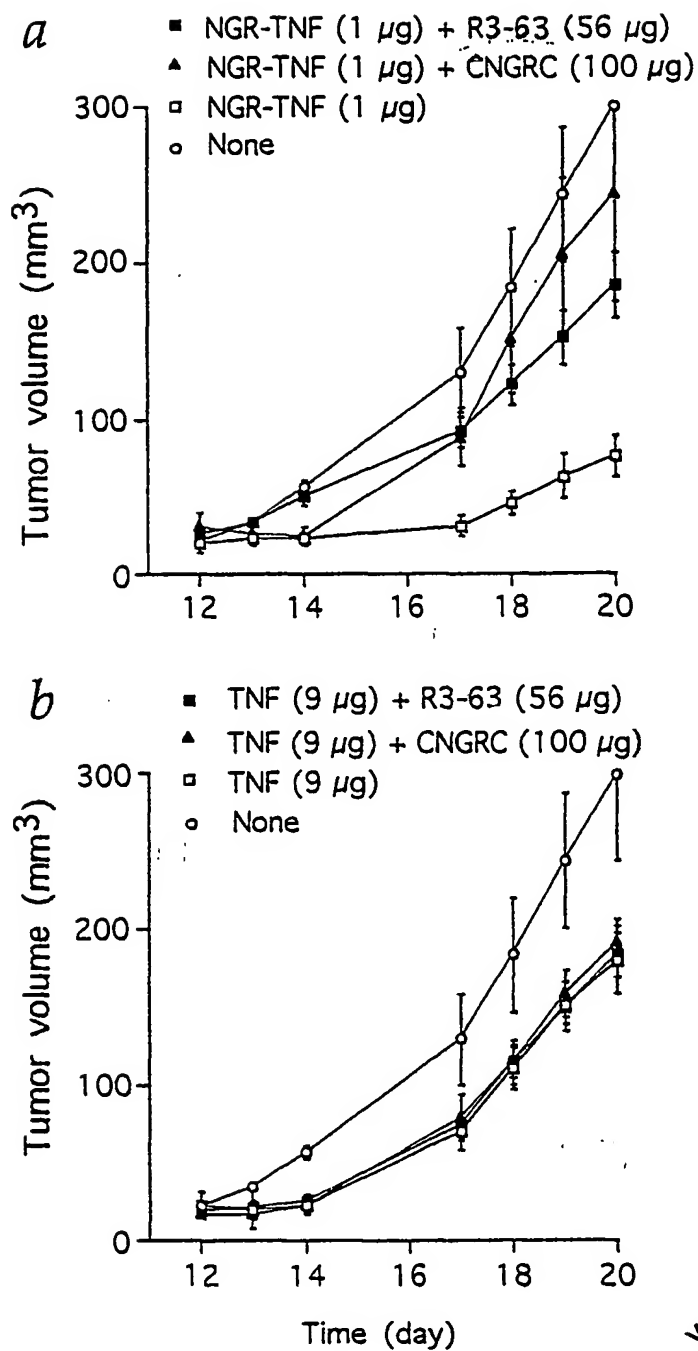 a
NGR-TNF (1 µg) + R3-63 (56 µg)
NGR-TNF (1 µg) + CNGRC (100 µg)
NGR-TNF (1 µg)
None
Tumor volume (mm3)
300
200
100
0
12 14 16 18 20
b
TNF (9 µg) + R3-63 (56 µg)
TNF (9 µg) + CNGRC (100 µg)
TNF (9 µg)
None
Tumor volume (mm3)
300
200
100
0
12 14 16 18 20
Time (day)